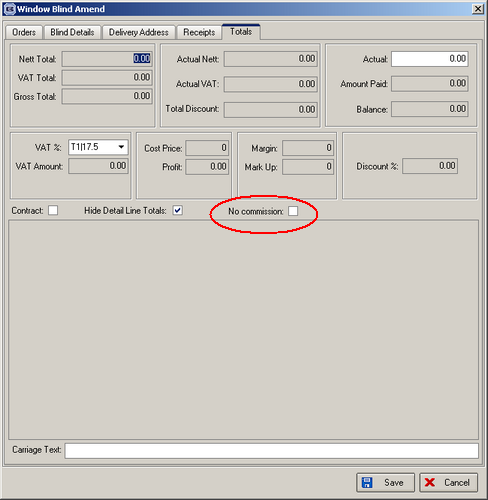 Window Blind Amend
Orders Blind Details Delivery Address Receipts Totals
Nett Total: 0.00 Actual Nett: 0.00 Actual: 0.00
VAT Total: 0.00 Actual VAT: 0.00 Amount Paid: 0.00
Gross Total: 0.00 Total Discount: 0.00 Balance: 0.00
VAT %: T1|17.5 Cost Price: 0 Margin: 0
VAT Amount: 0.00 Profit: 0.00 Mark Up: 0 Discount %: 0.00
Contract: Hide Detail Line Totals: No commission:
Carriage Text:
Save Cancel